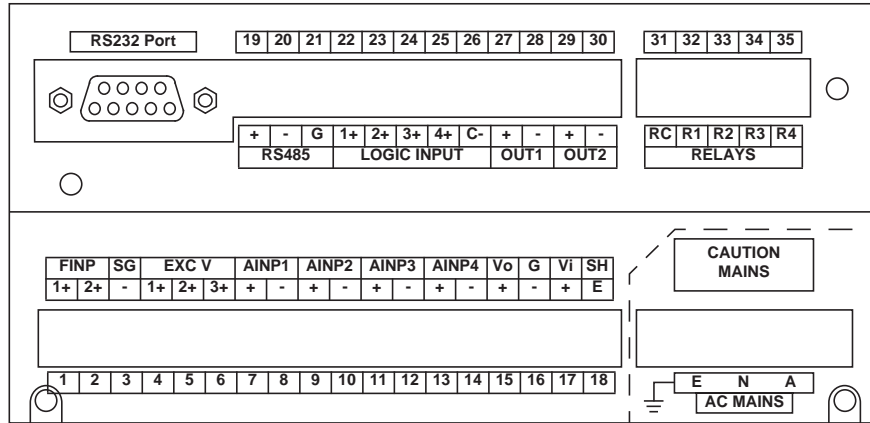 RS232 Port
19 20 21 22 23 24 25 26 27 28 29 30
31 32 33 34 35
+ - G 1+ 2+ 3+ 4+ C- + - + -
RS485 LOGIC INPUT OUT1 OUT2
RC R1 R2 R3 R4
RELAYS
CAUTION
MAINS
FINP SG EXC V AINP1 AINP2 AINP3 AINP4 Vo G Vi SH
1+ 2+ - 1+ 2+ 3+ + - + - + - + - + - + E
1 2 3 4 5 6 7 8 9 10 11 12 13 14 15 16 17 18
E N A
AC MAINS